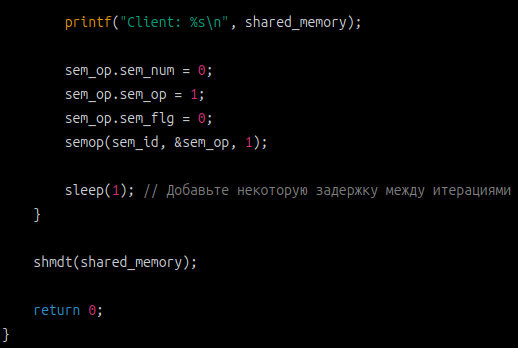 printf("Client: %s\n", shared_memory);
sem_op.sem_num = 0;
sem_op.sem_op = 1;
sem_op.sem_flg = 0;
semop(sem_id, &sem_op, 1);
sleep(1); // Добавьте некоторую задержку между итерациями
}
shmdt(shared_memory);
return 0;
}